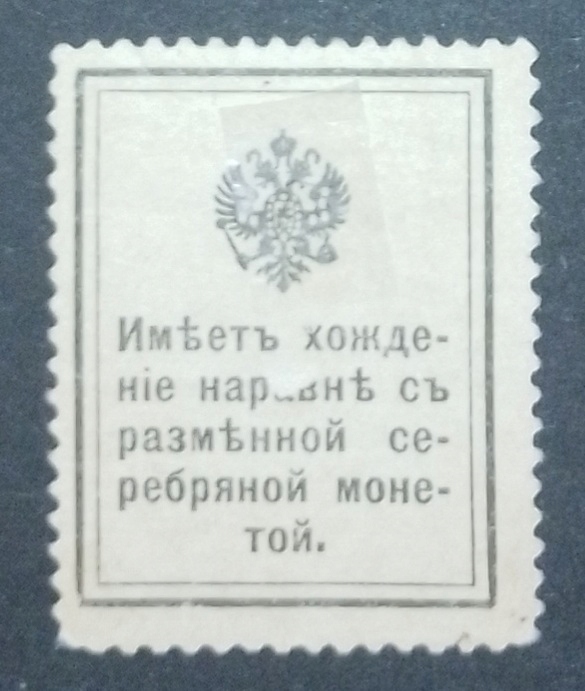 Имѣетъ хожде-
ніе наравнѣ съ
размѣнной се-
ребряной моне-
той.